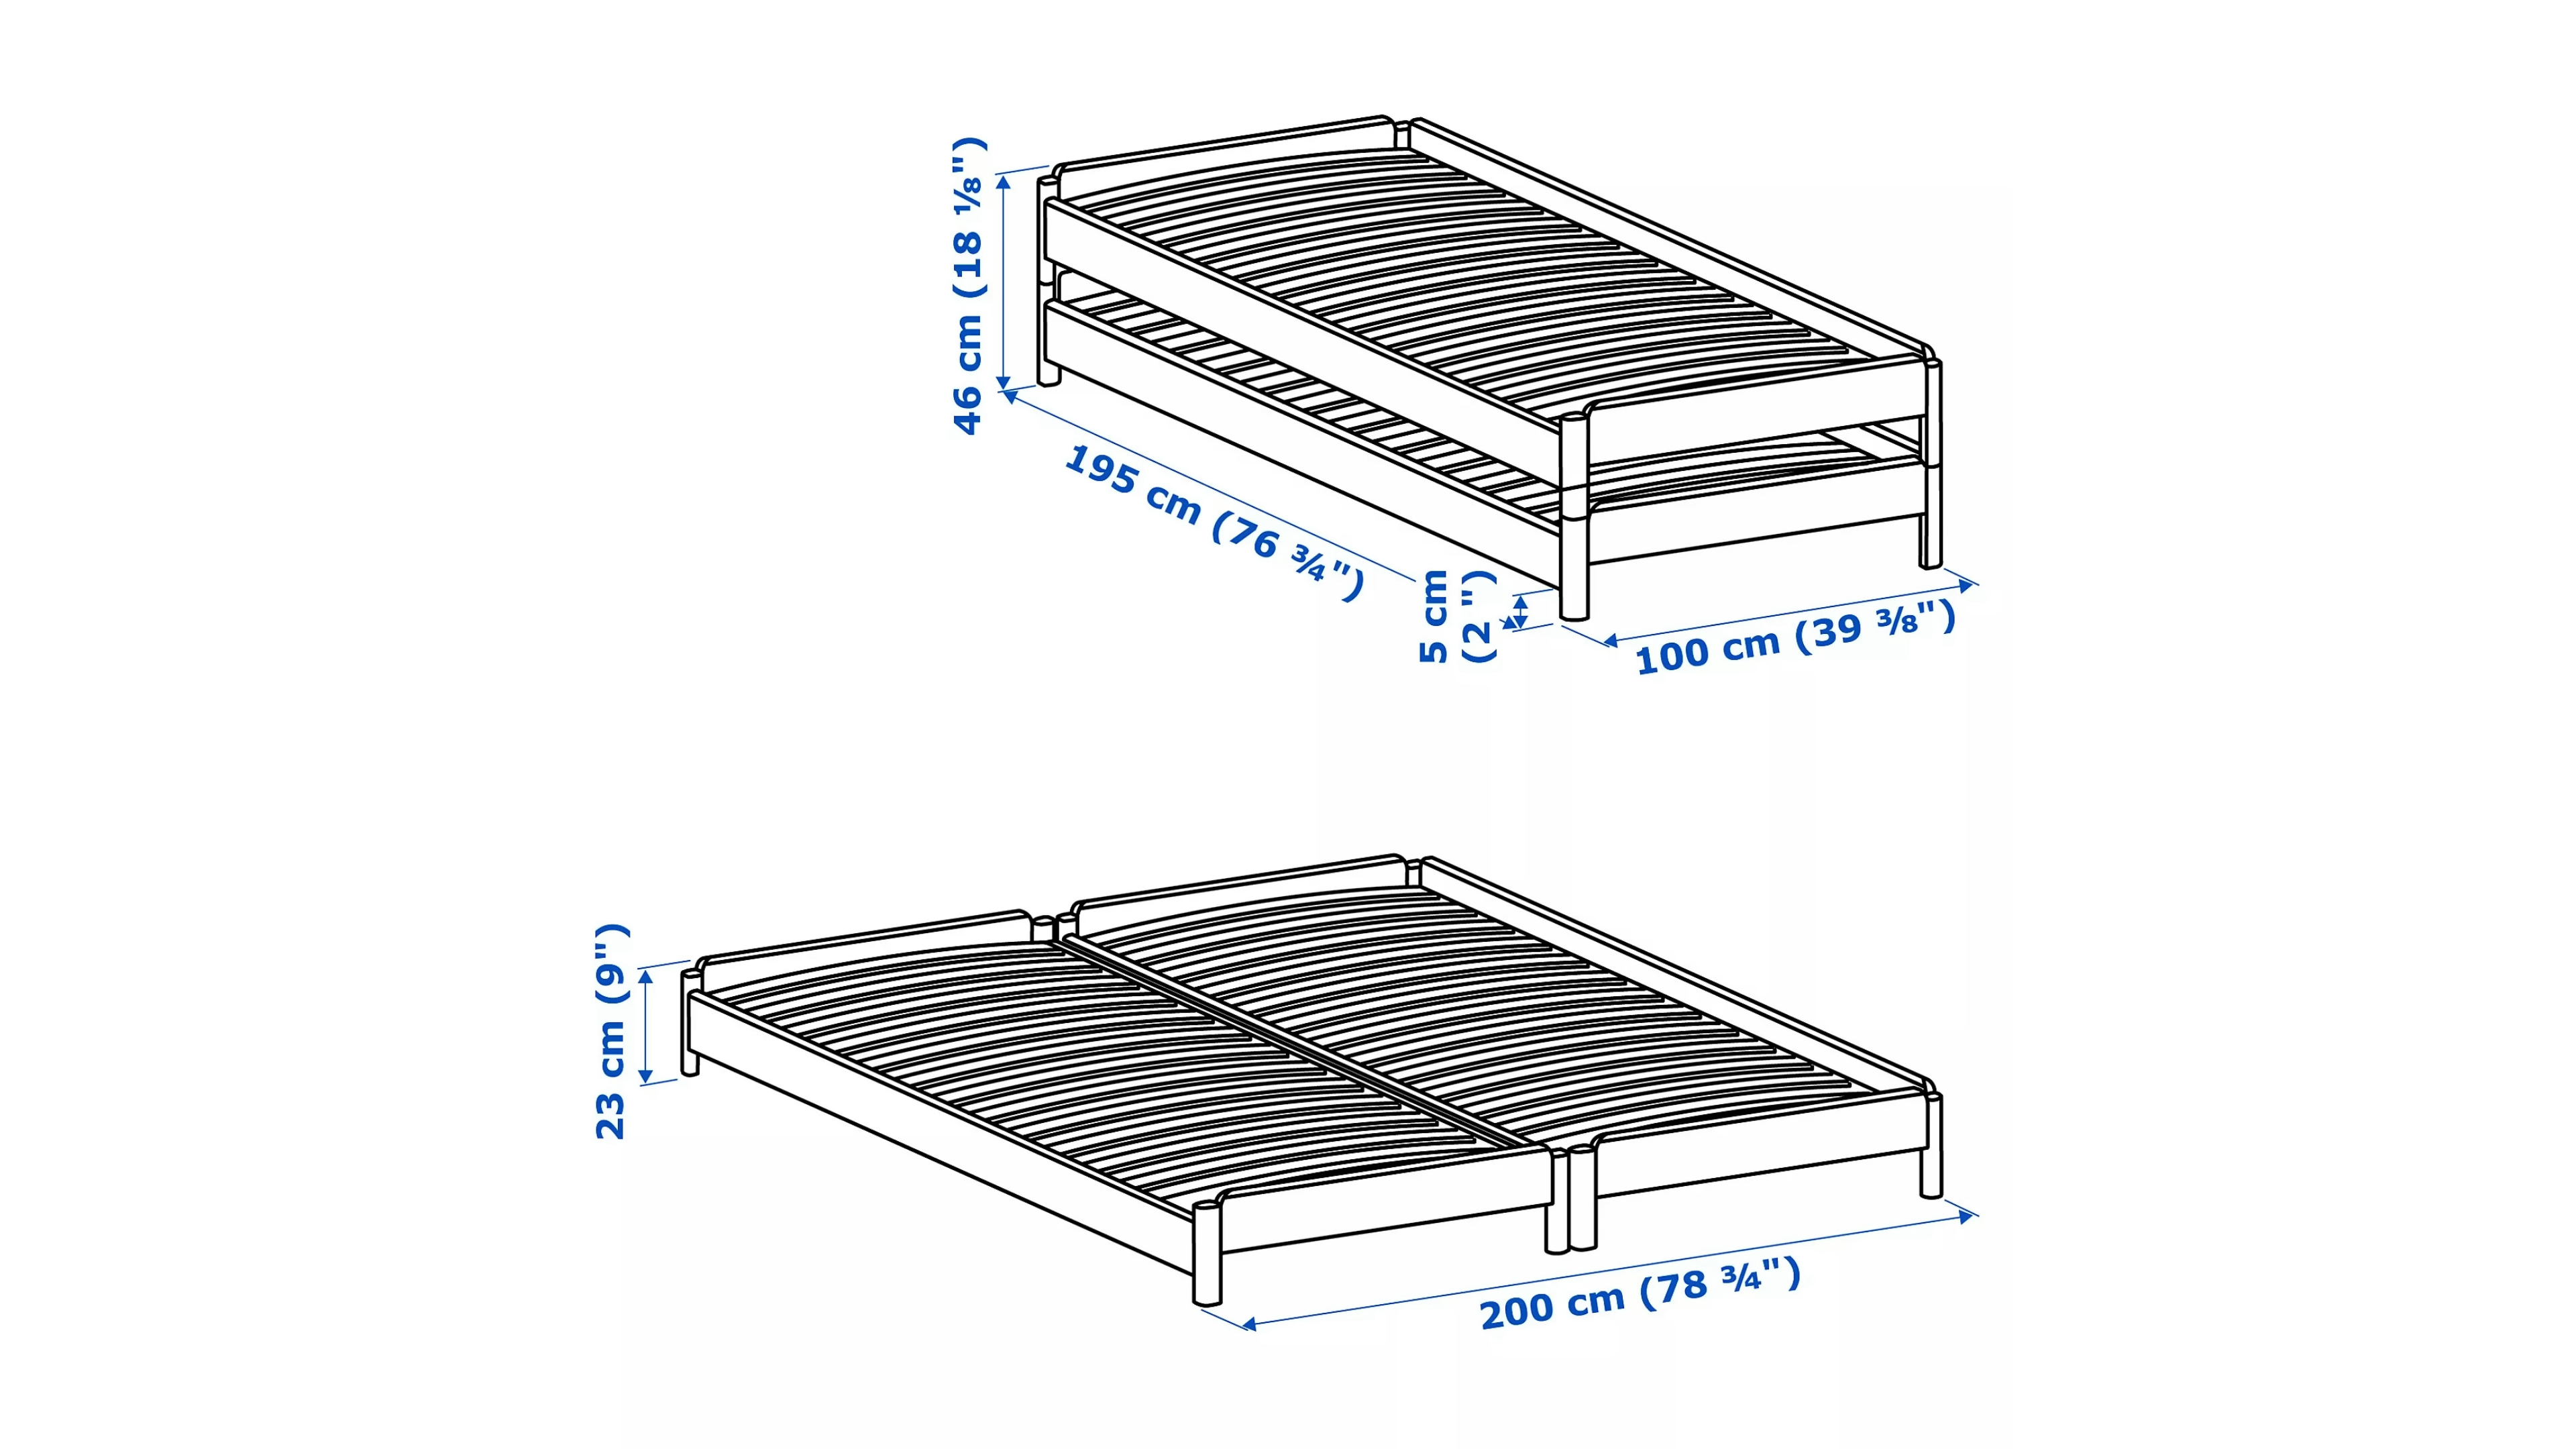 46 cm (18 ⅛")
195 cm (76 ¾")
5 cm
(2 ")
100 cm (39 ⅜")
23 cm (9")
200 cm (78 ¾")